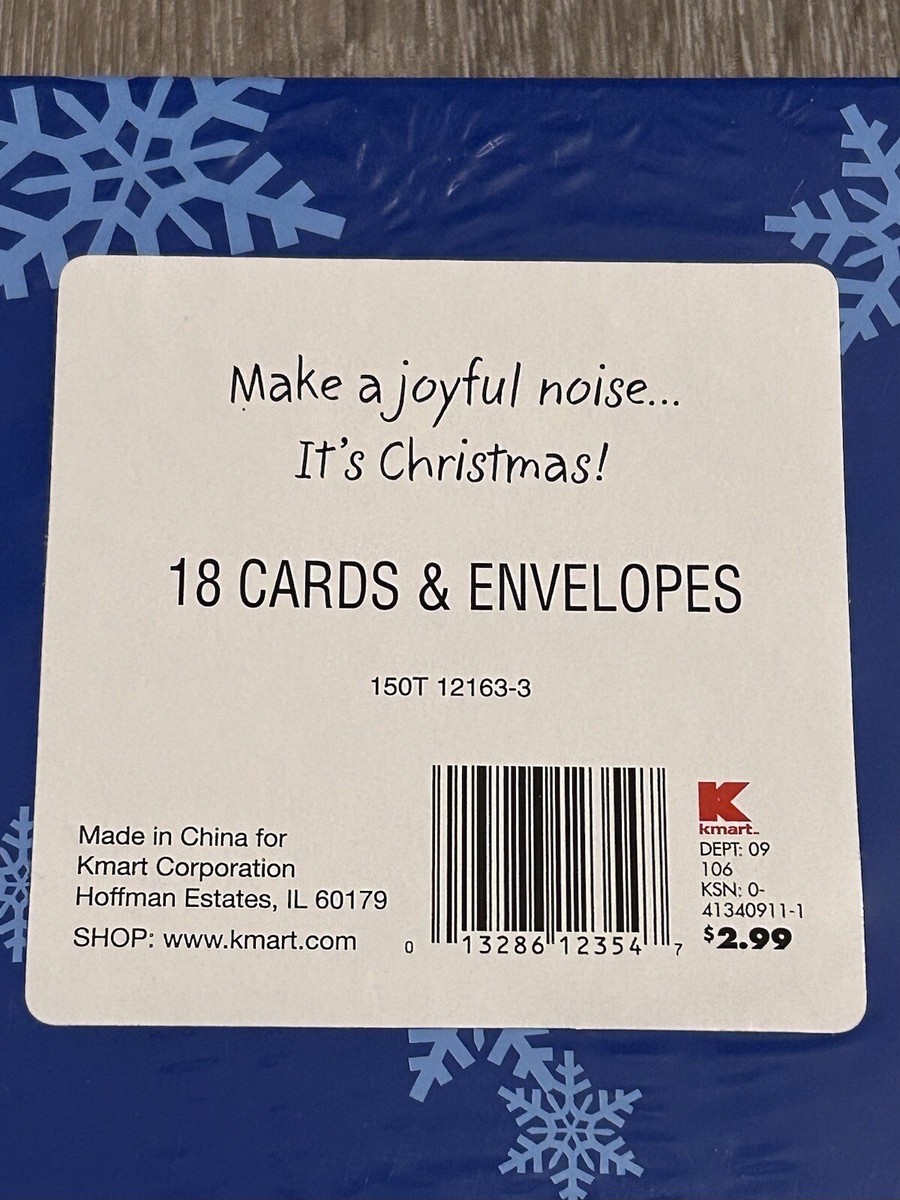 Make a joyful noise...
It's Christmas!
18 CARDS & ENVELOPES
150T 12163-3
Made in China for
Kmart Corporation
Hoffman Estates, IL 60179
SHOP: www.kmart.com
0 13286 12354 7
K
kmart.
DEPT: 09
106
KSN: 0-
41340911-1
$2.99